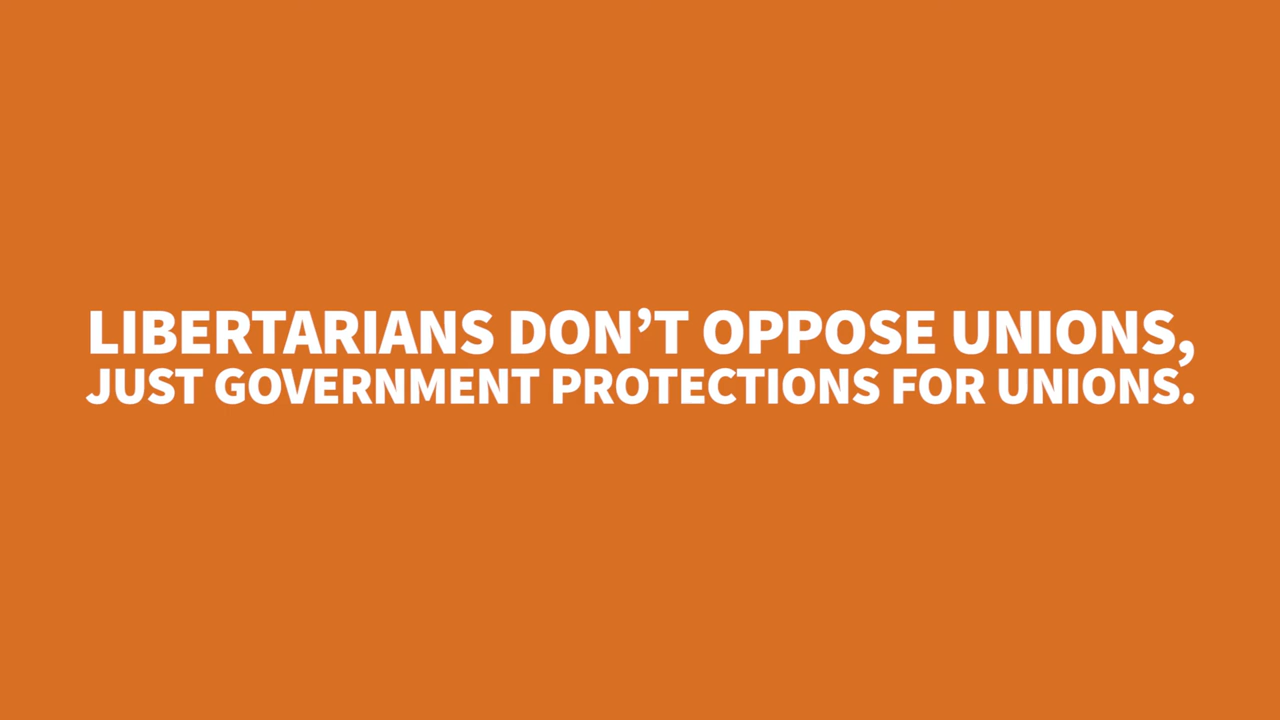 LIBERTARIANS DON’T OPPOSE UNIONS,
JUST GOVERNMENT PROTECTIONS FOR UNIONS.